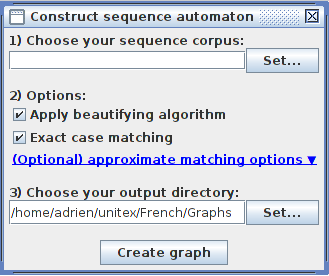 Construct sequence automaton
1) Choose your sequence corpus:
Set...
2) Options:
Apply beautifying algorithm
Exact case matching
(Optional) approximate matching options ▼
3) Choose your output directory:
/home/adrien/unitex/French/Graphs Set...
Create graph